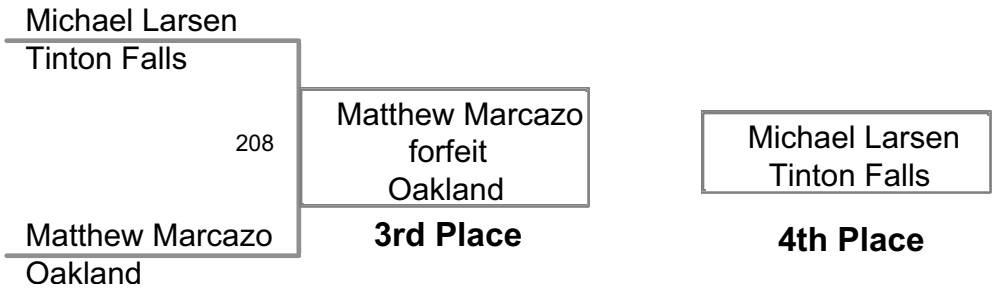 Michael Larsen
Tinton Falls
208
Matthew Marcazo
Oakland
Matthew Marcazo
forfeit
Oakland
3rd Place
Michael Larsen
Tinton Falls
4th Place